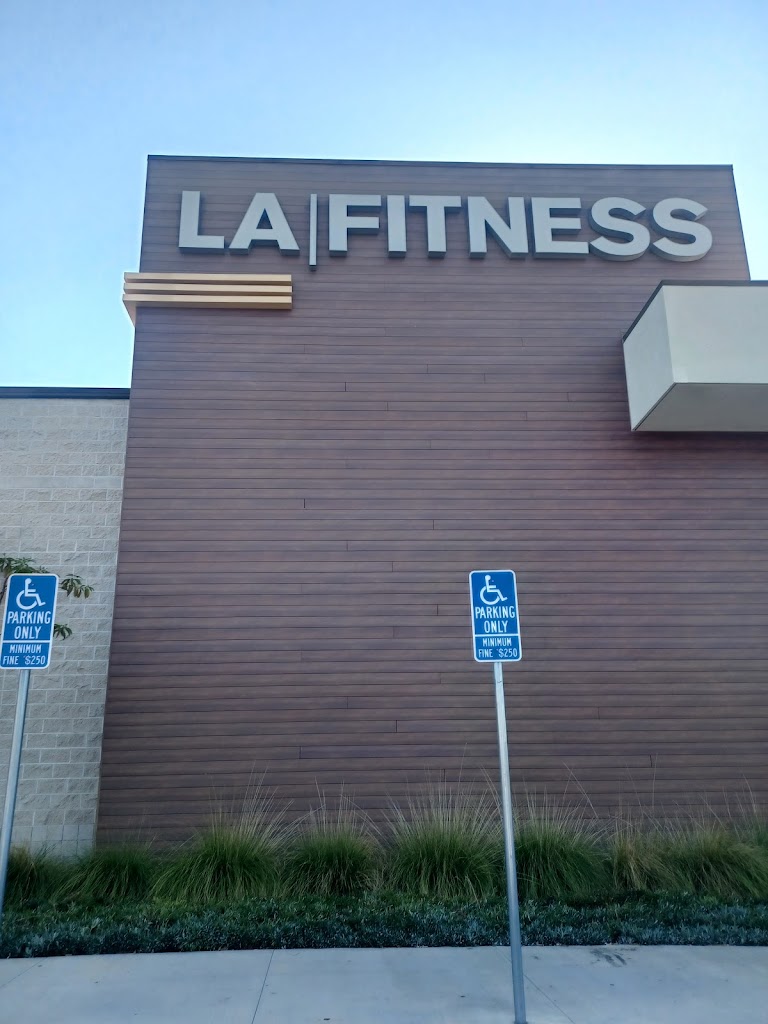 LA|FITNESS
PARKING
ONLY
MINIMUM
FINE $250
PARKING
ONLY
MINIMUM
FINE $250